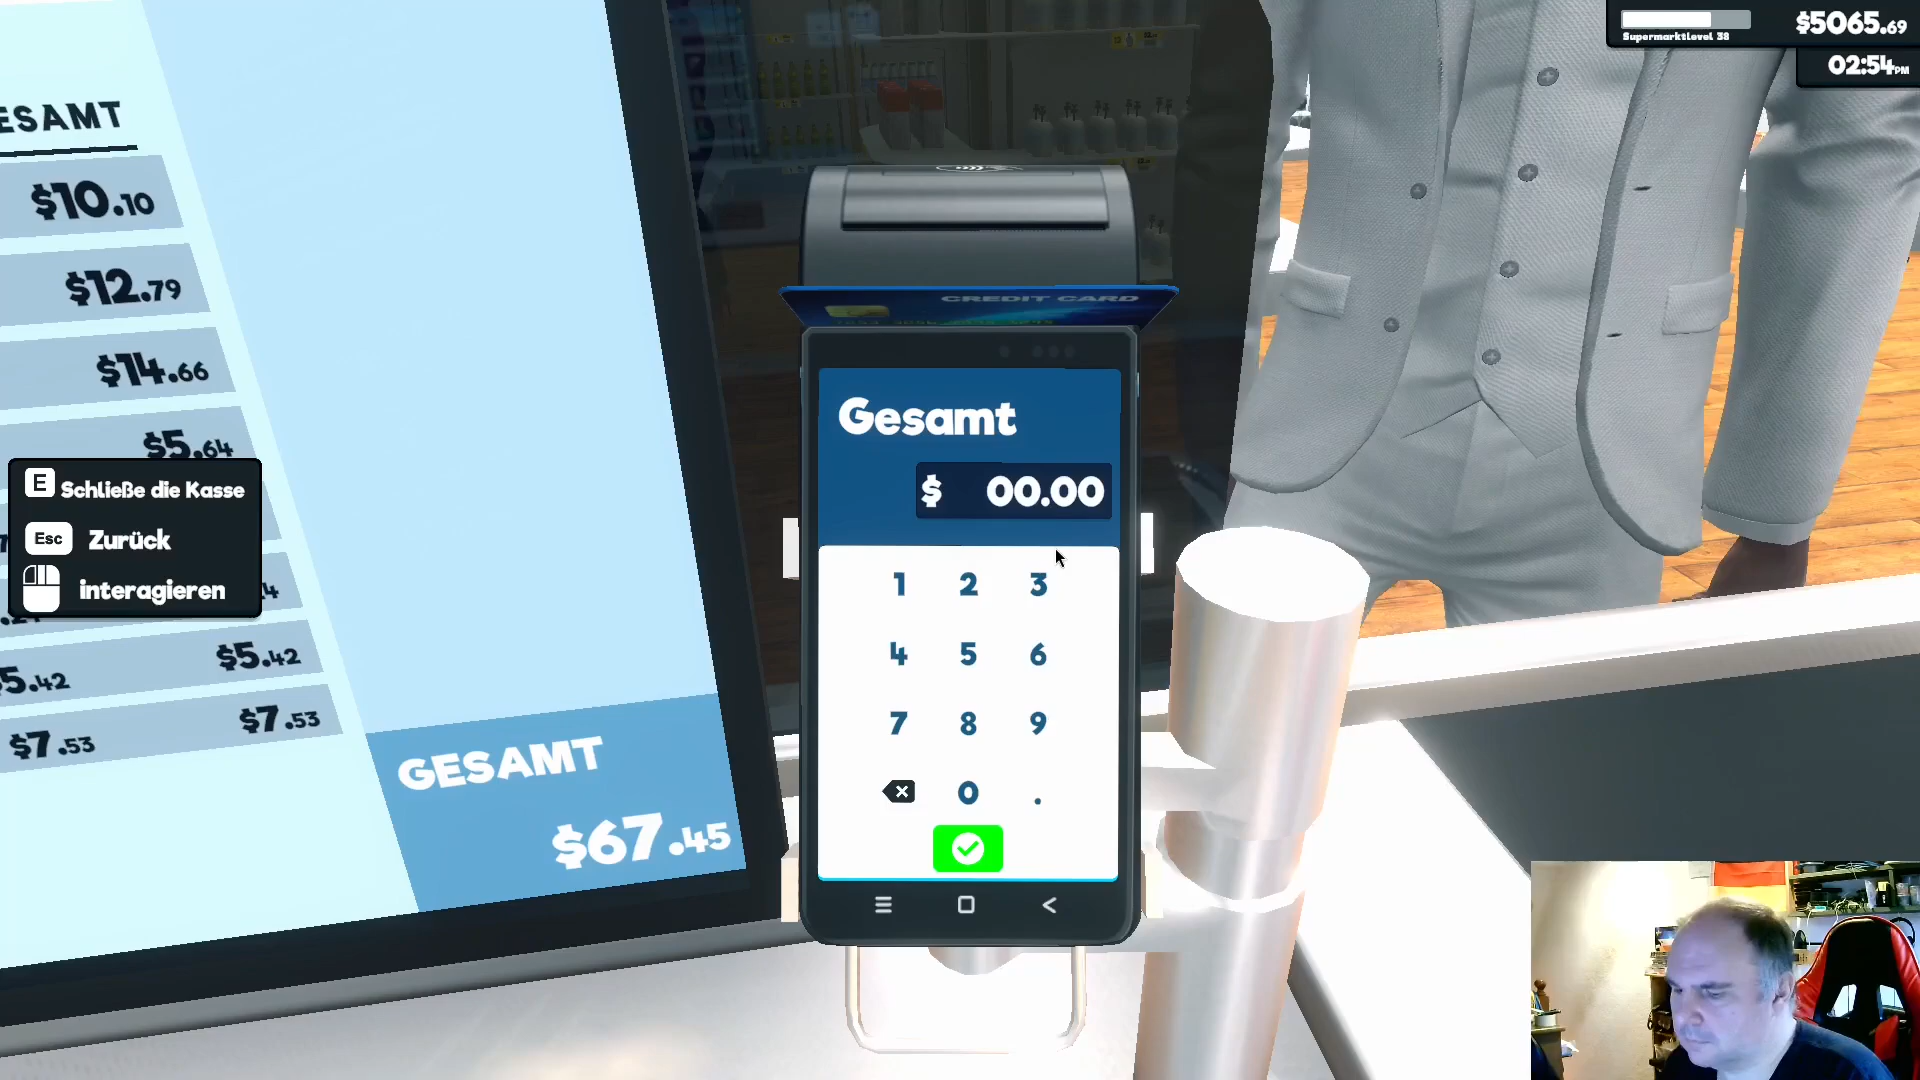 $5065.69
Supermarktlevel 38
02:54PM
GESAMT
$10.10
$12.79
$14.66
$5.64
5.42 $5.42
$7.53 $7.53
GESAMT
$67.45
E Schließe die Kasse
Esc Zurück
interagieren
CREDIT CARD
Gesamt
$ 00.00
1 2 3
4 5 6
7 8 9
0 .